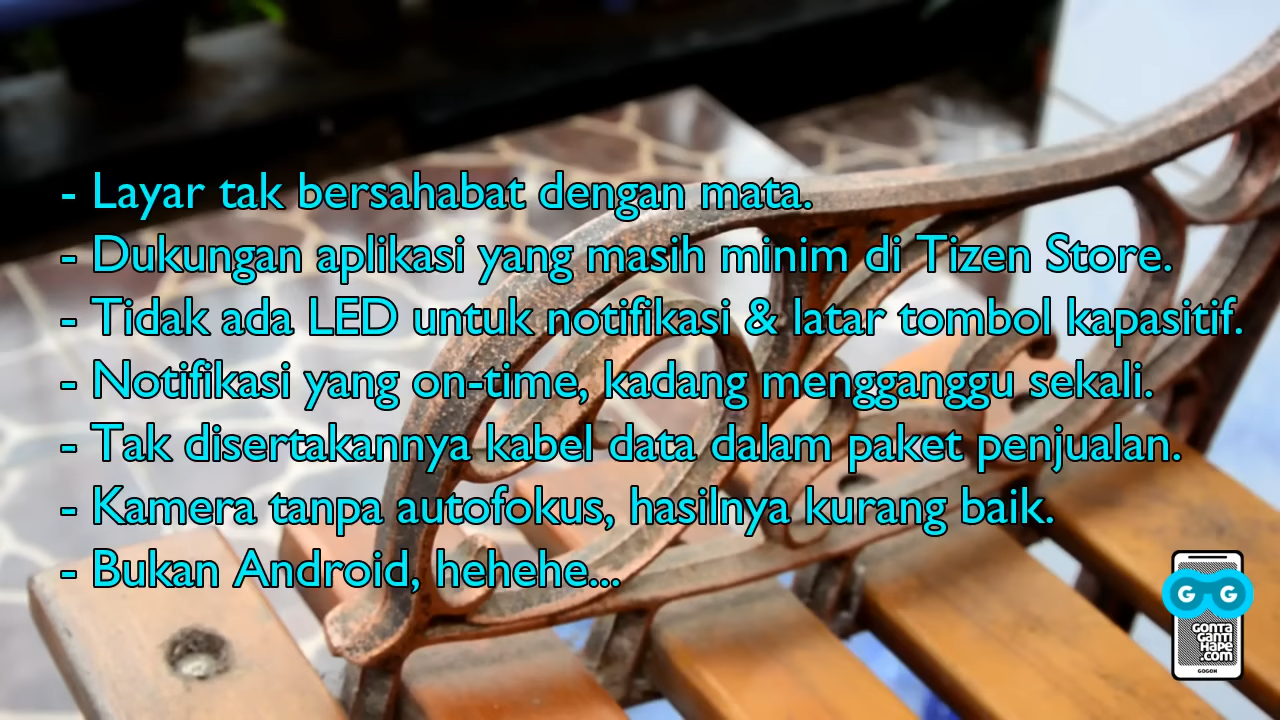 - Layar tak bersahabat dengan mata.
- Dukungan aplikasi yang masih minim di Tizen Store.
- Tidak ada LED untuk notifikasi & latar tombol kapasitif.
- Notifikasi yang on-time, kadang mengganggu sekali.
- Tak disertakannya kabel data dalam paket penjualan.
- Kamera tanpa autofokus, hasilnya kurang baik.
- Bukan Android, hehehe...
G G
GONTA
GANTI
HAPE
.COM
GOGOH